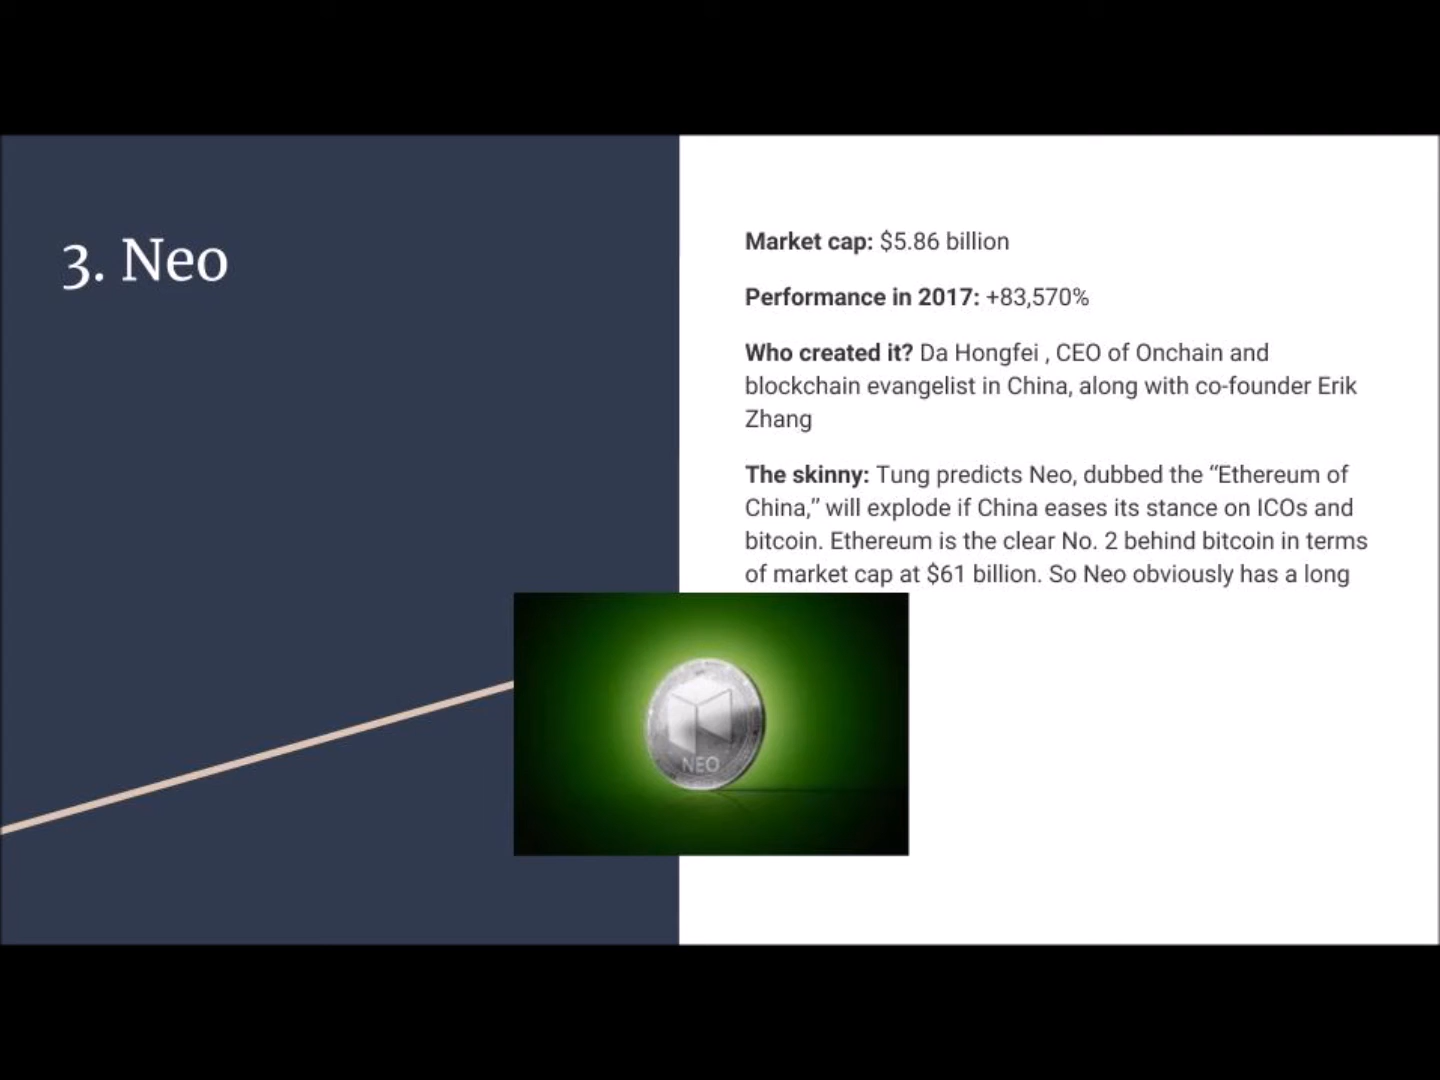 3. Neo
Market cap: $5.86 billion
Performance in 2017: +83,570%
Who created it? Da Hongfei , CEO of Onchain and
blockchain evangelist in China, along with co-founder Erik
Zhang
The skinny: Tung predicts Neo, dubbed the “Ethereum of
China,” will explode if China eases its stance on ICOs and
bitcoin. Ethereum is the clear No. 2 behind bitcoin in terms
of market cap at $61 billion. So Neo obviously has a long
NEO